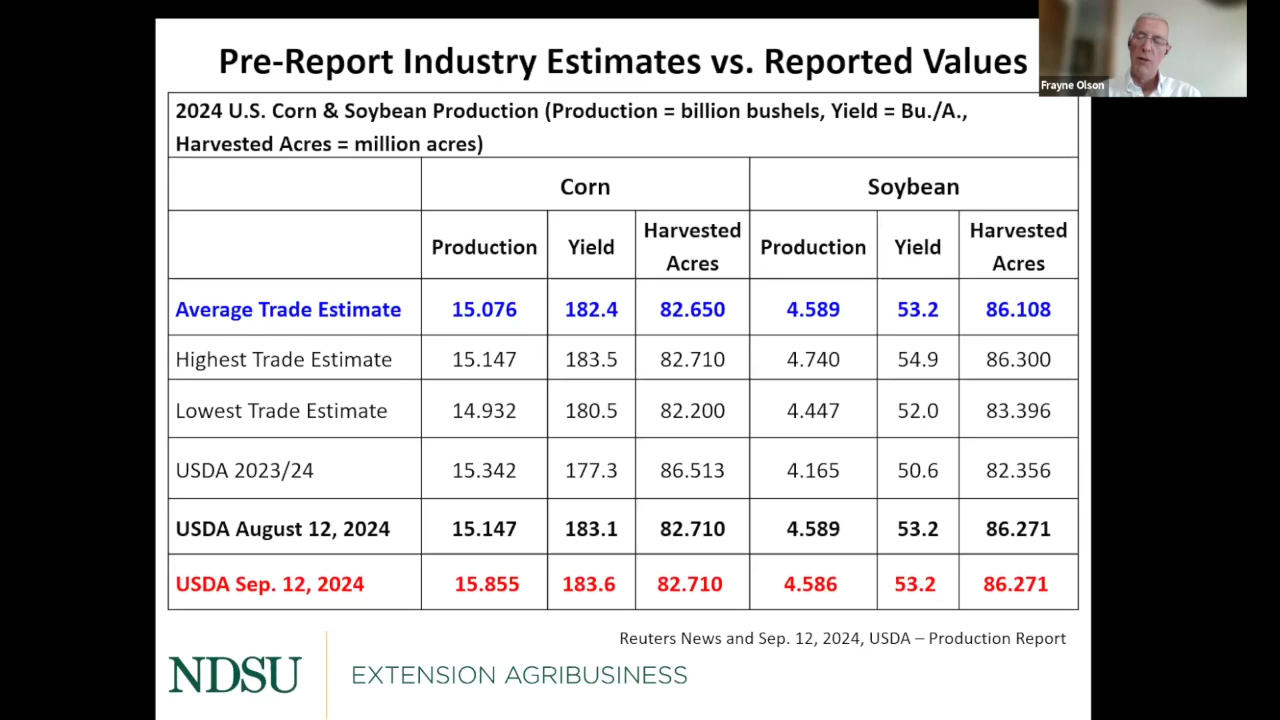 Pre-Report Industry Estimates vs. Reported Values
Frayne Olson
2024 U.S. Corn & Soybean Production (Production = billion bushels, Yield = Bu./A.,
Harvested Acres = million acres)
Corn Soybean
Production Yield Harvested Acres Production Yield Harvested Acres
Average Trade Estimate 15.076 182.4 82.650 4.589 53.2 86.108
Highest Trade Estimate 15.147 183.5 82.710 4.740 54.9 86.300
Lowest Trade Estimate 14.932 180.5 82.200 4.447 52.0 83.396
USDA 2023/24 15.342 177.3 86.513 4.165 50.6 82.356
USDA August 12, 2024 15.147 183.1 82.710 4.589 53.2 86.271
USDA Sep. 12, 2024 15.855 183.6 82.710 4.586 53.2 86.271
Reuters News and Sep. 12, 2024, USDA – Production Report
NDSU EXTENSION AGRIBUSINESS